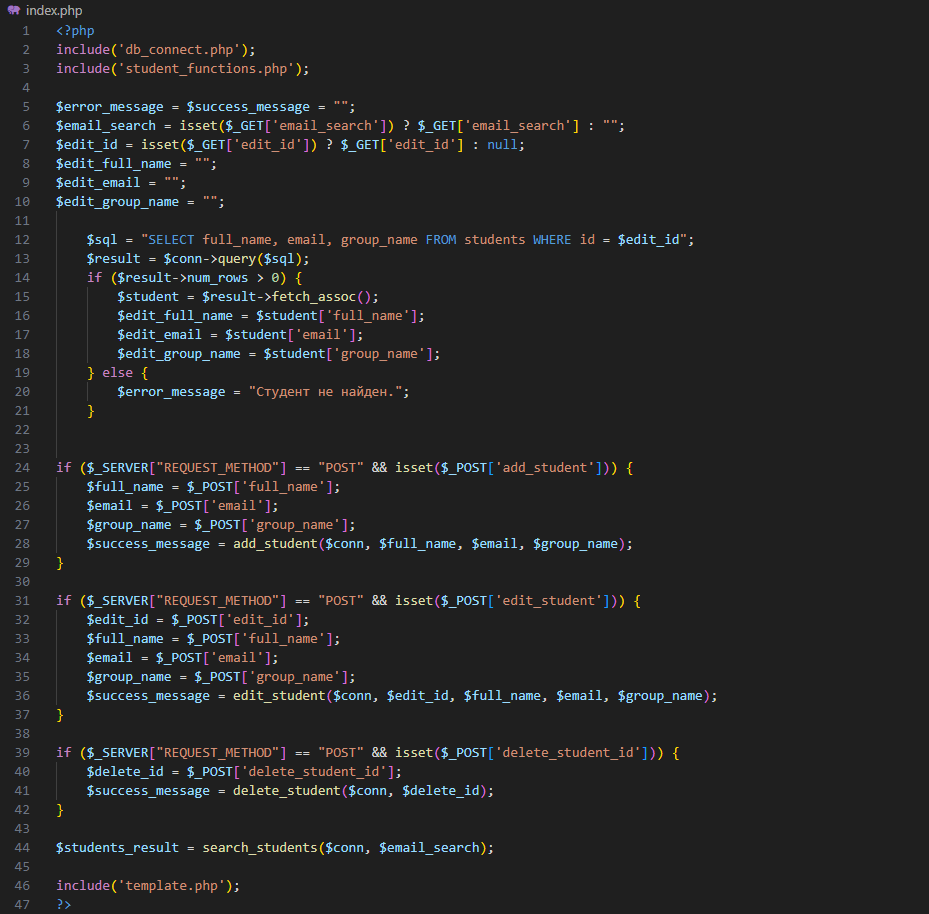 index.php
1 <?php
2 include('db_connect.php');
3 include('student_functions.php');
4
5 $error_message = $success_message = "";
6 $email_search = isset($_GET['email_search']) ? $_GET['email_search'] : "";
7 $edit_id = isset($_GET['edit_id']) ? $_GET['edit_id'] : null;
8 $edit_full_name = "";
9 $edit_email = "";
10 $edit_group_name = "";
11
12     $sql = "SELECT full_name, email, group_name FROM students WHERE id = $edit_id";
13     $result = $conn->query($sql);
14     if ($result->num_rows > 0) {
15         $student = $result->fetch_assoc();
16         $edit_full_name = $student['full_name'];
17         $edit_email = $student['email'];
18         $edit_group_name = $student['group_name'];
19     } else {
20         $error_message = "Студент не найден.";
21     }
22
23
24 if ($_SERVER["REQUEST_METHOD"] == "POST" && isset($_POST['add_student'])) {
25     $full_name = $_POST['full_name'];
26     $email = $_POST['email'];
27     $group_name = $_POST['group_name'];
28     $success_message = add_student($conn, $full_name, $email, $group_name);
29 }
30
31 if ($_SERVER["REQUEST_METHOD"] == "POST" && isset($_POST['edit_student'])) {
32     $edit_id = $_POST['edit_id'];
33     $full_name = $_POST['full_name'];
34     $email = $_POST['email'];
35     $group_name = $_POST['group_name'];
36     $success_message = edit_student($conn, $edit_id, $full_name, $email, $group_name);
37 }
38
39 if ($_SERVER["REQUEST_METHOD"] == "POST" && isset($_POST['delete_student_id'])) {
40     $delete_id = $_POST['delete_student_id'];
41     $success_message = delete_student($conn, $delete_id);
42 }
43
44 $students_result = search_students($conn, $email_search);
45
46 include('template.php');
47 ?>